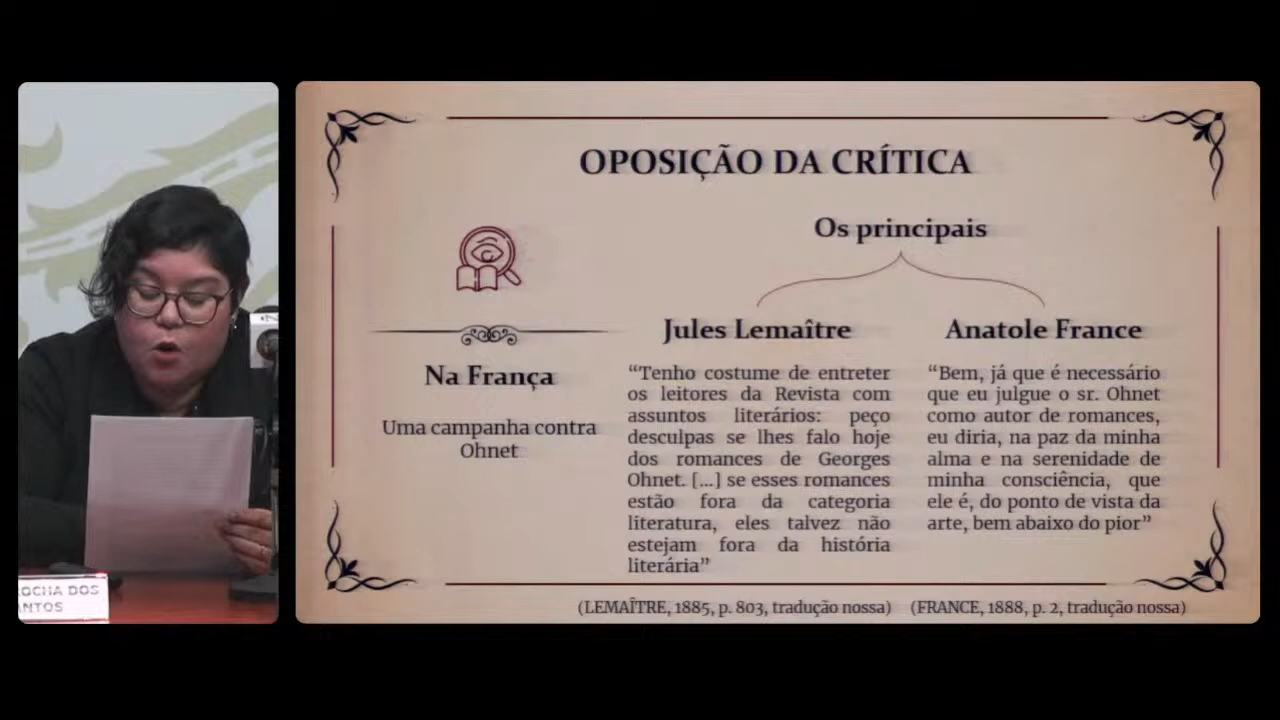 OPOSIÇÃO DA CRÍTICA
Os principais
Na França
Uma campanha contra
Ohnet
Jules Lemaître
“Tenho costume de entreter
os leitores da Revista com
assuntos literários: peço
desculpas se lhes falo hoje
dos romances de Georges
Ohnet. [...] se esses romances
estão fora da categoria
literatura, eles talvez não
estejam fora da história
literária”
(LEMAÎTRE, 1885, p. 803, tradução nossa)
Anatole France
“Bem, já que é necessário
que eu julgue o sr. Ohnet
como autor de romances,
eu diria, na paz da minha
alma e na serenidade de
minha consciência, que
ele é, do ponto de vista da
arte, bem abaixo do pior”
(FRANCE, 1888, p. 2, tradução nossa)
OCHA DOS
NTOS